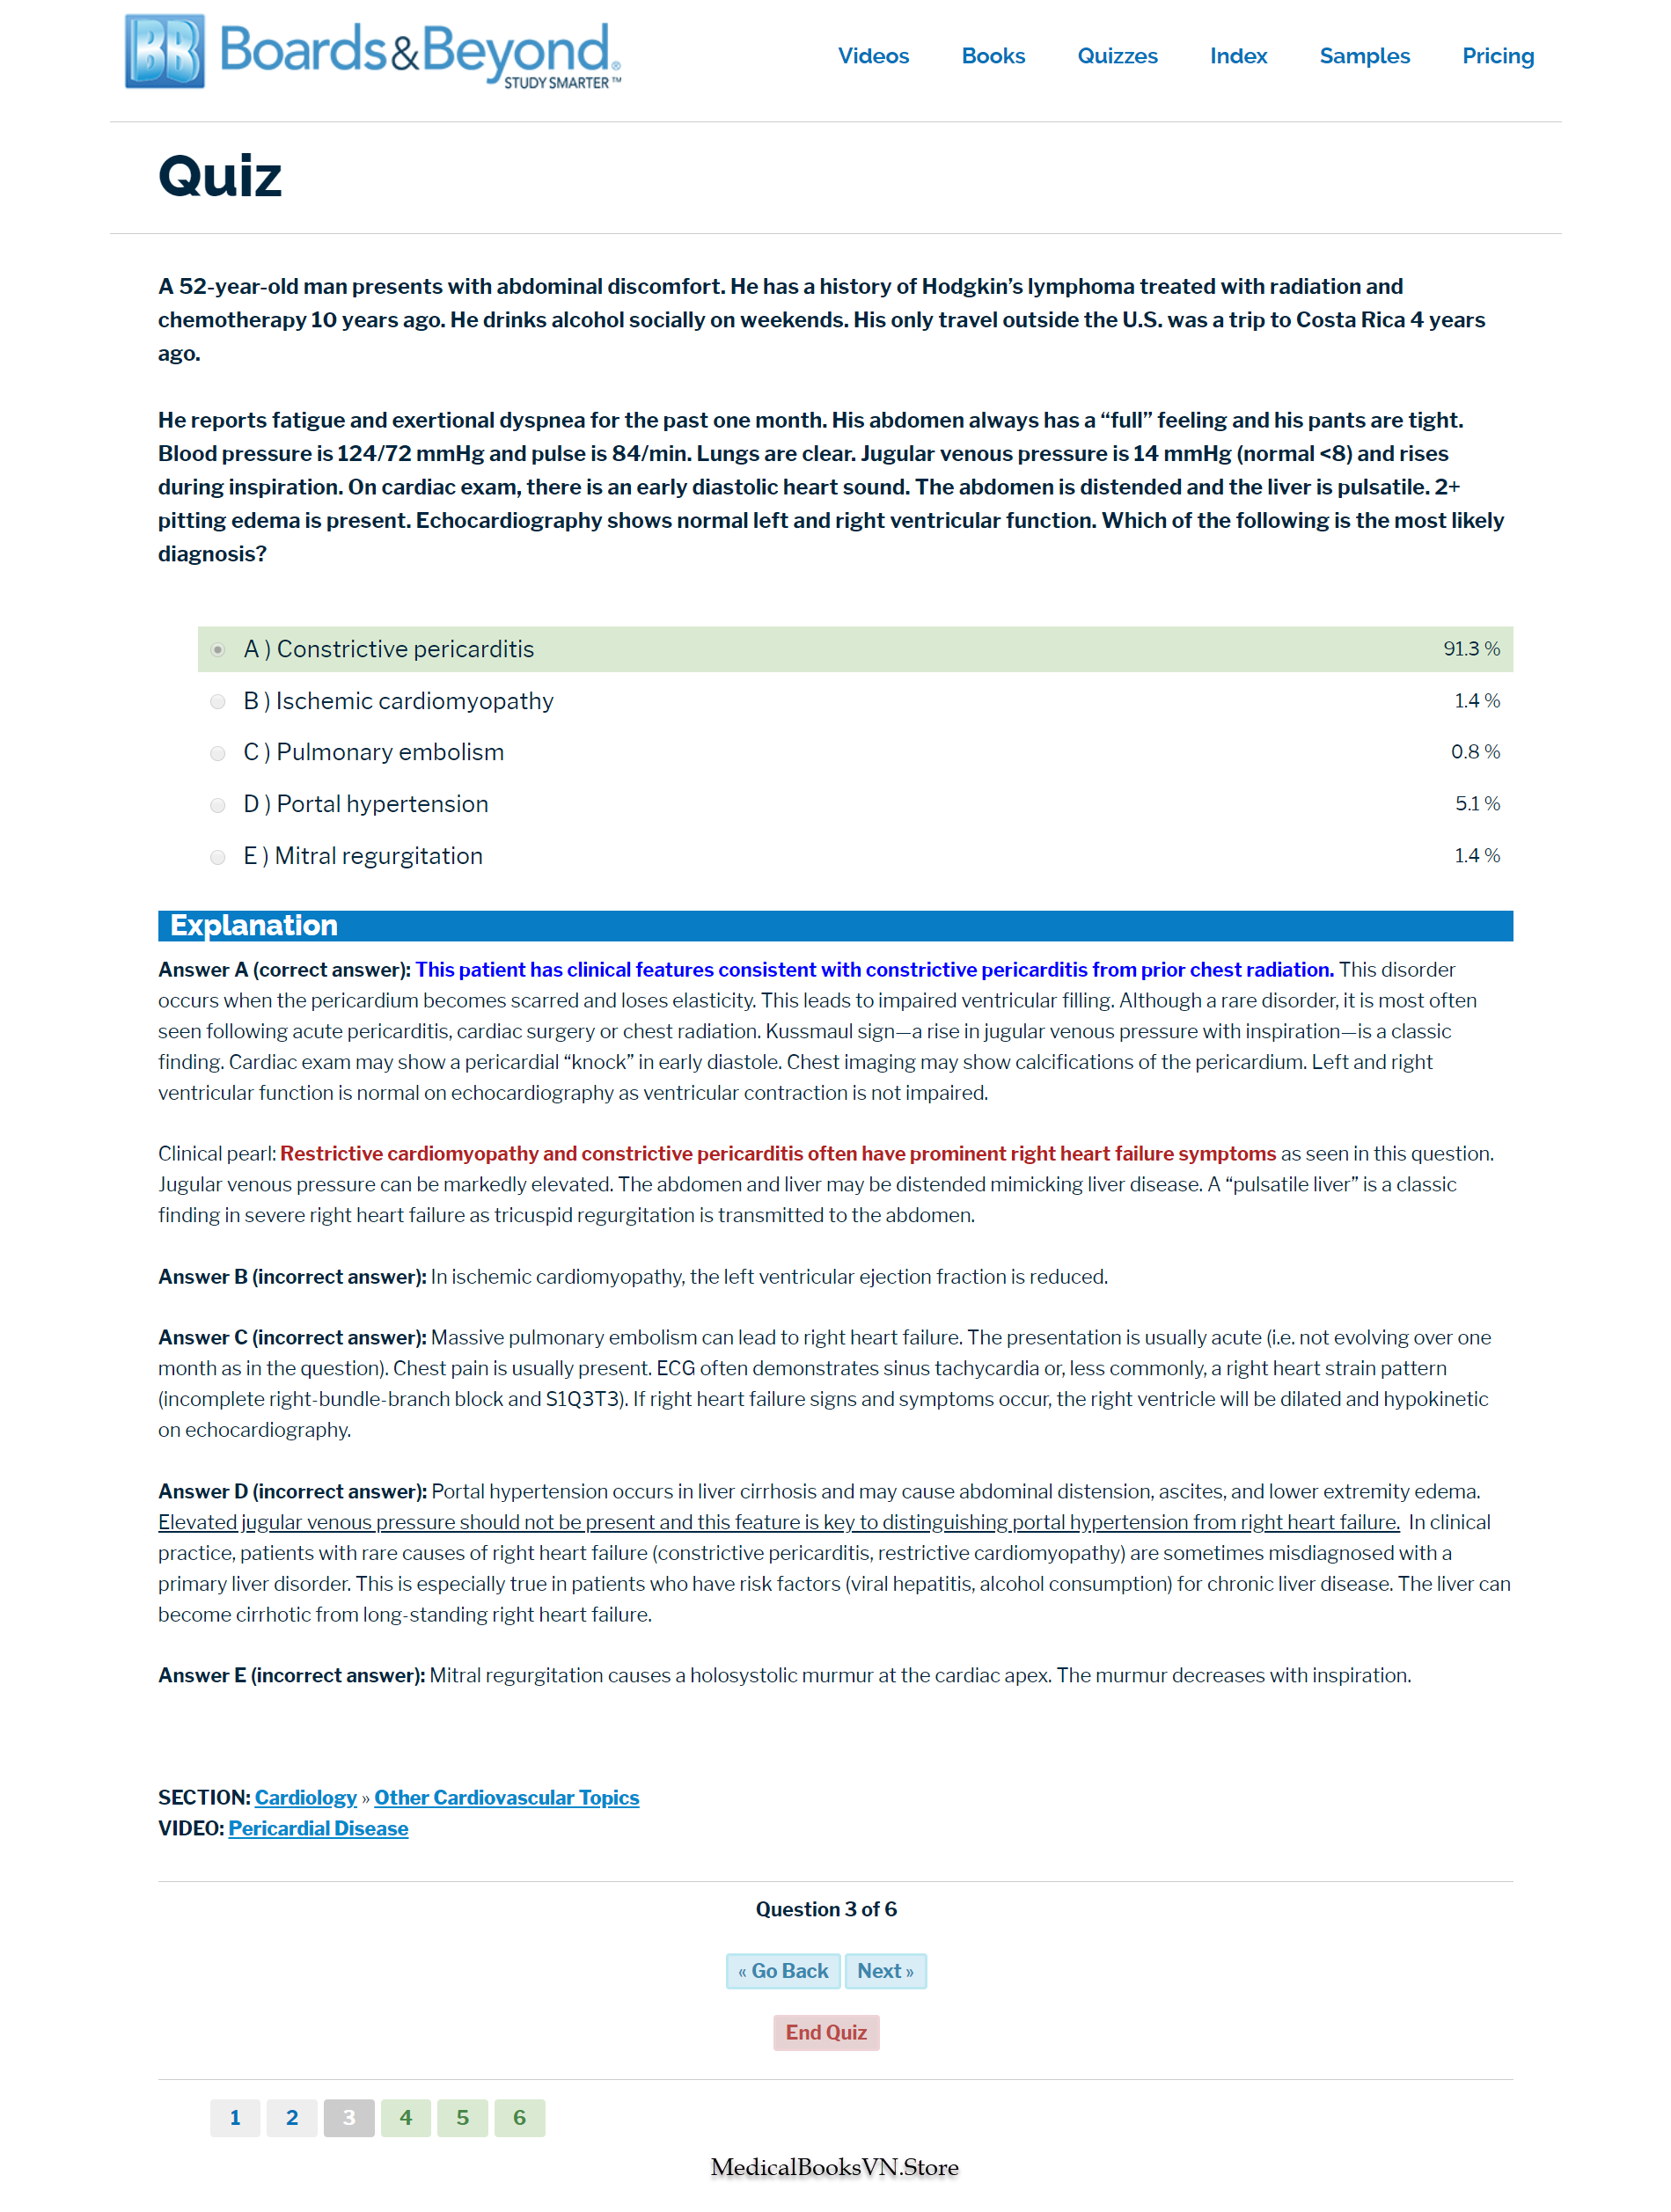 BB Boards&Beyond®
STUDY SMARTER™
Videos Books Quizzes Index Samples Pricing
Quiz
A 52-year-old man presents with abdominal discomfort. He has a history of Hodgkin’s lymphoma treated with radiation and
chemotherapy 10 years ago. He drinks alcohol socially on weekends. His only travel outside the U.S. was a trip to Costa Rica 4 years
ago.
He reports fatigue and exertional dyspnea for the past one month. His abdomen always has a “full” feeling and his pants are tight.
Blood pressure is 124/72 mmHg and pulse is 84/min. Lungs are clear. Jugular venous pressure is 14 mmHg (normal <8) and rises
during inspiration. On cardiac exam, there is an early diastolic heart sound. The abdomen is distended and the liver is pulsatile. 2+
pitting edema is present. Echocardiography shows normal left and right ventricular function. Which of the following is the most likely
diagnosis?
A ) Constrictive pericarditis 91.3 %
B ) Ischemic cardiomyopathy 1.4 %
C ) Pulmonary embolism 0.8 %
D ) Portal hypertension 5.1 %
E ) Mitral regurgitation 1.4 %
Explanation
Answer A (correct answer): This patient has clinical features consistent with constrictive pericarditis from prior chest radiation. This disorder
occurs when the pericardium becomes scarred and loses elasticity. This leads to impaired ventricular filling. Although a rare disorder, it is most often
seen following acute pericarditis, cardiac surgery or chest radiation. Kussmaul sign—a rise in jugular venous pressure with inspiration—is a classic
finding. Cardiac exam may show a pericardial “knock” in early diastole. Chest imaging may show calcifications of the pericardium. Left and right
ventricular function is normal on echocardiography as ventricular contraction is not impaired.
Clinical pearl: Restrictive cardiomyopathy and constrictive pericarditis often have prominent right heart failure symptoms as seen in this question.
Jugular venous pressure can be markedly elevated. The abdomen and liver may be distended mimicking liver disease. A “pulsatile liver” is a classic
finding in severe right heart failure as tricuspid regurgitation is transmitted to the abdomen.
Answer B (incorrect answer): In ischemic cardiomyopathy, the left ventricular ejection fraction is reduced.
Answer C (incorrect answer): Massive pulmonary embolism can lead to right heart failure. The presentation is usually acute (i.e. not evolving over one
month as in the question). Chest pain is usually present. ECG often demonstrates sinus tachycardia or, less commonly, a right heart strain pattern
(incomplete right-bundle-branch block and S1Q3T3). If right heart failure signs and symptoms occur, the right ventricle will be dilated and hypokinetic
on echocardiography.
Answer D (incorrect answer): Portal hypertension occurs in liver cirrhosis and may cause abdominal distension, ascites, and lower extremity edema.
Elevated jugular venous pressure should not be present and this feature is key to distinguishing portal hypertension from right heart failure. In clinical
practice, patients with rare causes of right heart failure (constrictive pericarditis, restrictive cardiomyopathy) are sometimes misdiagnosed with a
primary liver disorder. This is especially true in patients who have risk factors (viral hepatitis, alcohol consumption) for chronic liver disease. The liver can
become cirrhotic from long-standing right heart failure.
Answer E (incorrect answer): Mitral regurgitation causes a holosystolic murmur at the cardiac apex. The murmur decreases with inspiration.
SECTION: Cardiology » Other Cardiovascular Topics
VIDEO: Pericardial Disease
Question 3 of 6
« Go Back Next »
End Quiz
1 2 3 4 5 6
MedicalBooksVN.Store